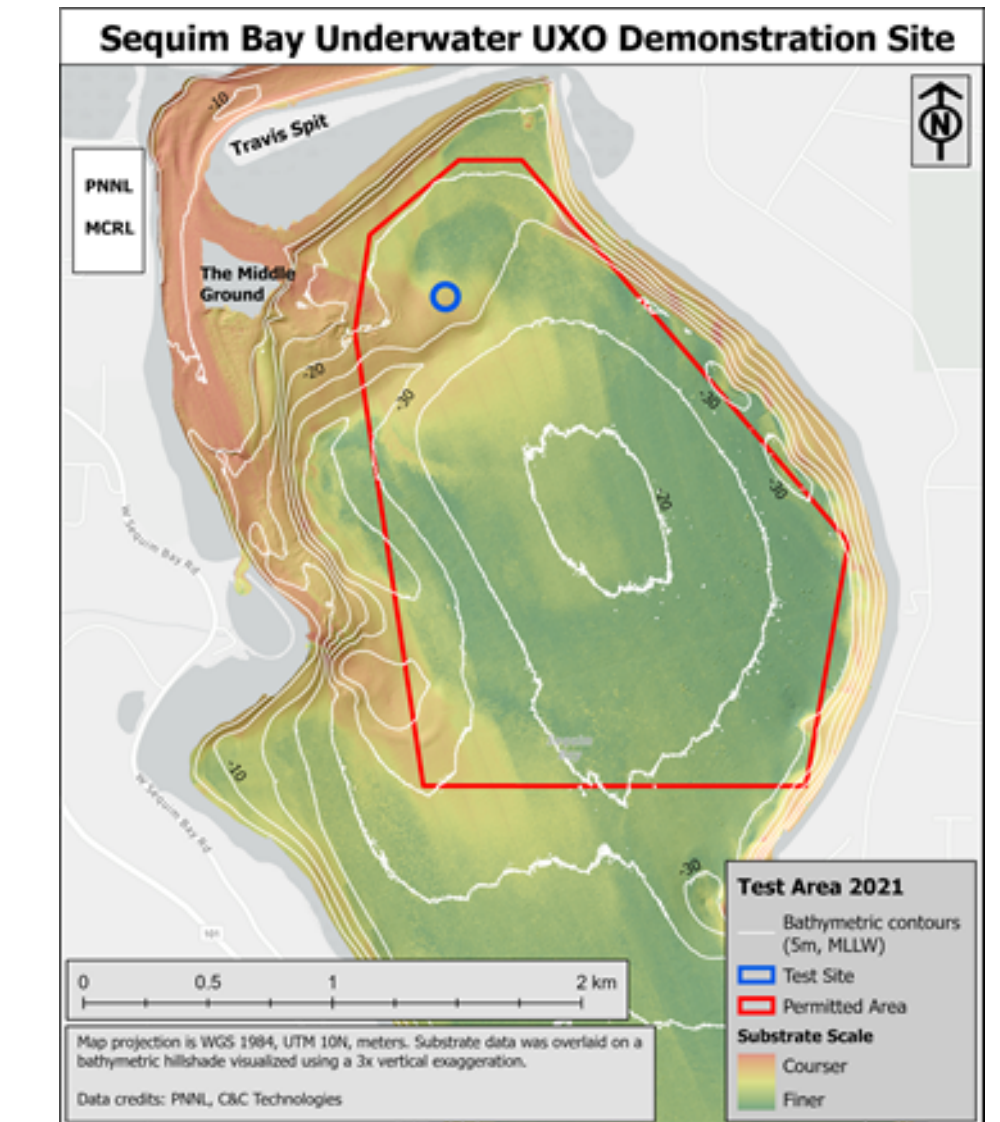 Sequim Bay Underwater UXO Demonstration Site
-10
Travis Spit
N
PNNL
MCRL
The Middle
Ground
-20
-30
-30
-30
-20
W Sequim Bay Rd
-10
W Sequim Bay Rd
-30
101
Test Area 2021
Bathymetric contours
(5m, MLLW)
Test Site
Permitted Area
Substrate Scale
Courser
Finer
0 0.5 1 2 km
Map projection is WGS 1984, UTM 10N, meters. Substrate data was overlaid on a
bathymetric hillshade visualized using a 3x vertical exaggeration.
Data credits: PNNL, C&C Technologies